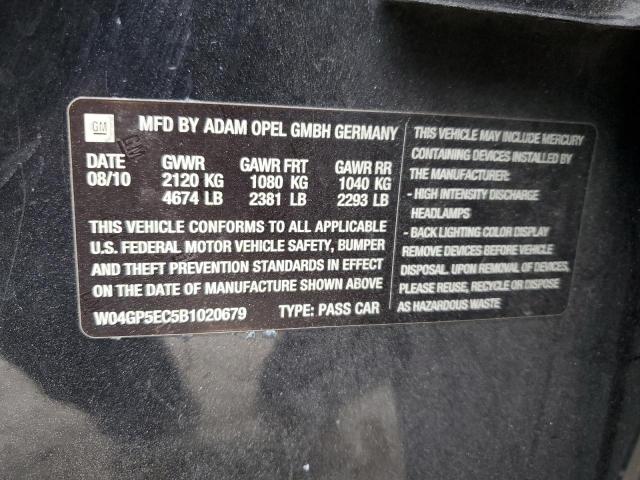 GM
MFD BY ADAM OPEL GMBH GERMANY
DATE GVWR GAWR FRT GAWR RR
08/10 2120 KG 1080 KG 1040 KG
4674 LB 2381 LB 2293 LB
THIS VEHICLE CONFORMS TO ALL APPLICABLE
U.S. FEDERAL MOTOR VEHICLE SAFETY, BUMPER
AND THEFT PREVENTION STANDARDS IN EFFECT
ON THE DATE OF MANUFACTURE SHOWN ABOVE
W04GP5EC5B1020679 TYPE: PASS CAR
THIS VEHICLE MAY INCLUDE MERCURY
CONTAINING DEVICES INSTALLED BY
THE MANUFACTURER:
- HIGH INTENSITY DISCHARGE
HEADLAMPS
- BACK LIGHTING COLOR DISPLAY
REMOVE DEVICES BEFORE VEHICLE
DISPOSAL. UPON REMOVAL OF DEVICES,
PLEASE REUSE, RECYCLE OR DISPOSE
AS HAZARDOUS WASTE